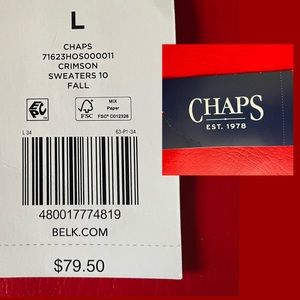 L
CHAPS
71623HOS000011
CRIMSON
SWEATERS 10
FALL
FSC
MIX
Paper
FSC® C012328
L 34
63-P1-34
480017774819
BELK.COM
$79.50
CHAPS
EST. 1978